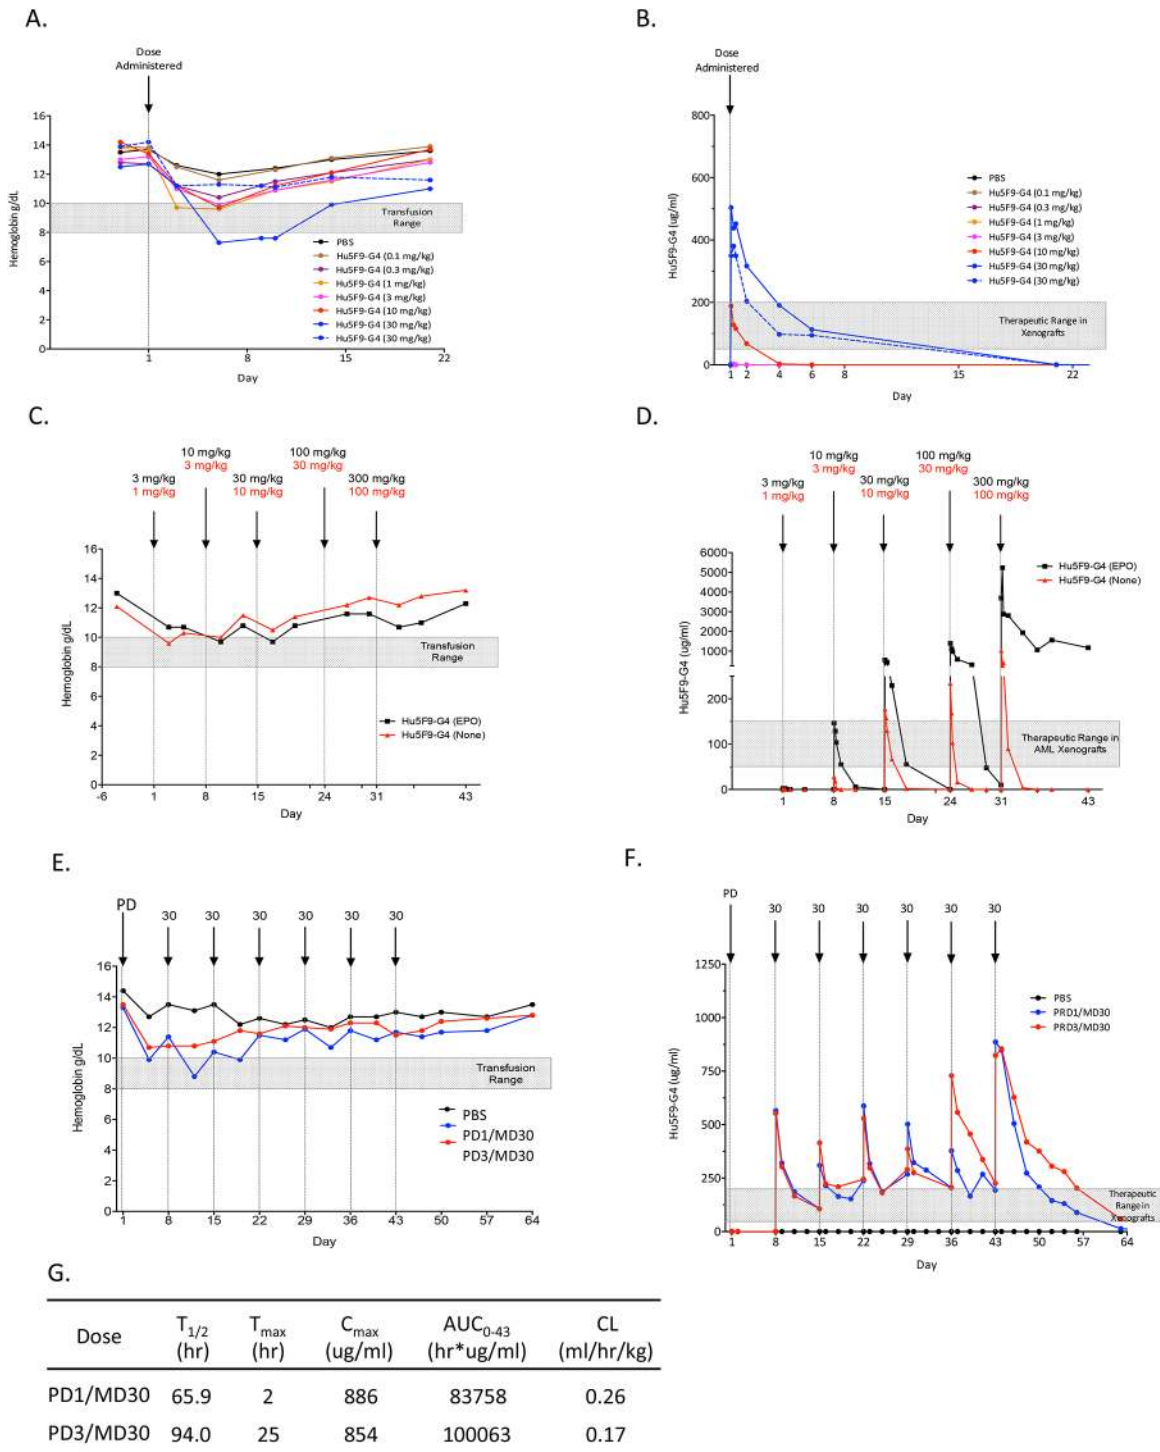 A.
Dose
Administered
Hemoglobin g/dL
16
14
12
10
8
6
4
2
0
1
8
15
22
Day
Transfusion
Range
PBS
Hu5F9-G4 (0.1 mg/kg)
Hu5F9-G4 (0.3 mg/kg)
Hu5F9-G4 (1 mg/kg)
Hu5F9-G4 (3 mg/kg)
Hu5F9-G4 (10 mg/kg)
Hu5F9-G4 (30 mg/kg)
Hu5F9-G4 (30 mg/kg)
B.
Dose
Administered
Hu5F9-G4 (ug/ml)
800
600
400
200
0
1 2 4 6 8 15 22
Day
PBS
Hu5F9-G4 (0.1 mg/kg)
Hu5F9-G4 (0.3 mg/kg)
Hu5F9-G4 (1 mg/kg)
Hu5F9-G4 (3 mg/kg)
Hu5F9-G4 (10 mg/kg)
Hu5F9-G4 (30 mg/kg)
Hu5F9-G4 (30 mg/kg)
Therapeutic Range in
Xenografts
C.
3 mg/kg
1 mg/kg
10 mg/kg
3 mg/kg
30 mg/kg
10 mg/kg
100 mg/kg
30 mg/kg
300 mg/kg
100 mg/kg
Hemoglobin g/dL
16
14
12
10
8
6
4
2
0
-6 1 8 15 24 31 43
Day
Transfusion
Range
Hu5F9-G4 (EPO)
Hu5F9-G4 (None)
D.
3 mg/kg
1 mg/kg
10 mg/kg
3 mg/kg
30 mg/kg
10 mg/kg
100 mg/kg
30 mg/kg
300 mg/kg
100 mg/kg
Hu5F9-G4 (ug/ml)
6000
5000
4000
3000
2000
1000
200
100
0
1 8 15 24 31 43
Day
Hu5F9-G4 (EPO)
Hu5F9-G4 (None)
Therapeutic Range in
AML Xenografts
E.
PD 30 30 30 30 30 30
Hemoglobin g/dL
16
14
12
10
8
6
4
2
0
1 8 15 22 29 36 43 50 57 64
Day
Transfusion
Range
PBS
PD1/MD30
PD3/MD30
F.
PD 30 30 30 30 30 30
Hu5F9-G4 (ug/ml)
1250
1000
750
500
250
0
1 8 15 22 29 36 43 50 57 64
Day
PBS
PRD1/MD30
PRD3/MD30
Therapeutic
Range in
Xenografts
G.
Dose T1/2 (hr) Tmax (hr) Cmax (ug/ml) AUC0-43 (hr*ug/ml) CL (ml/hr/kg)
PD1/MD30 65.9 2 886 83758 0.26
PD3/MD30 94.0 25 854 100063 0.17